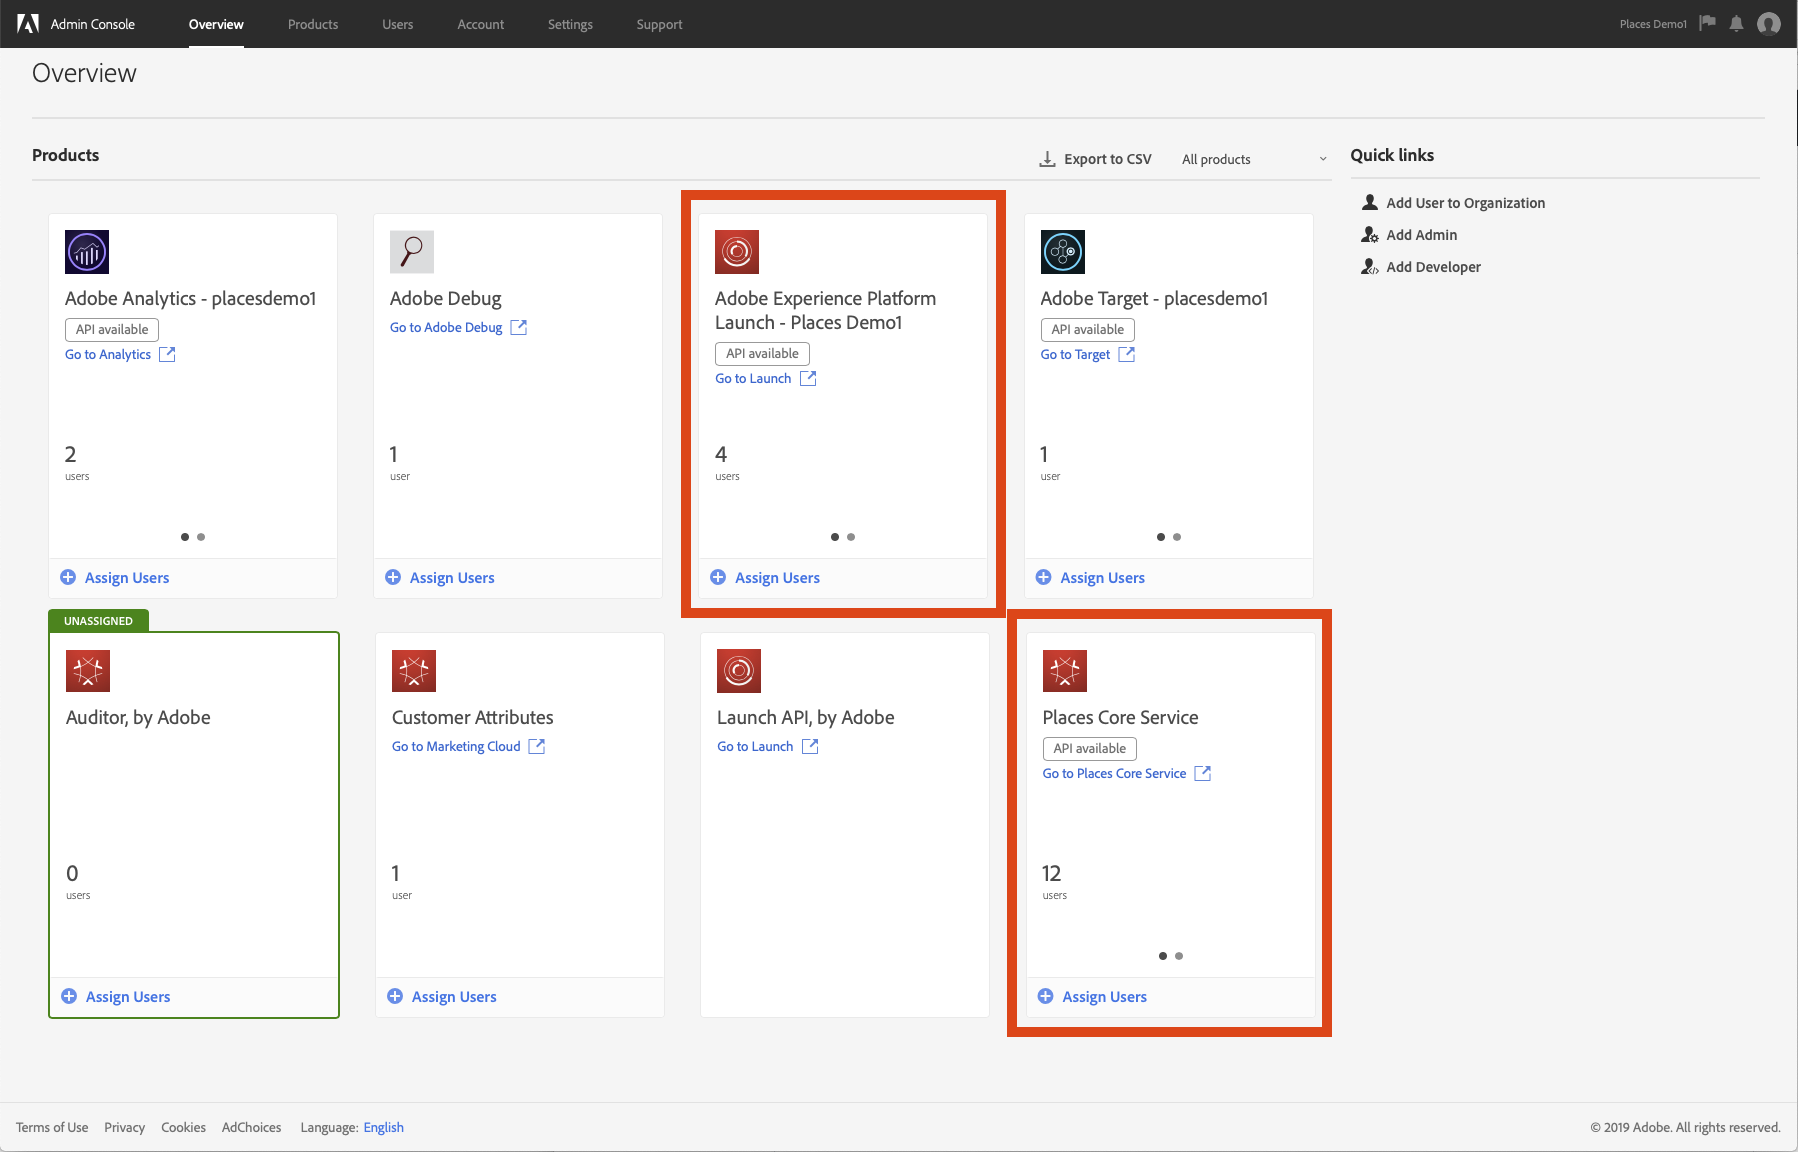 Admin Console
Overview
Products
Users
Account
Settings
Support
Places Demo1
Overview
Products
Export to CSV
All products
Quick links
Add User to Organization
Add Admin
Add Developer
Adobe Analytics - placesdemo1
API available
Go to Analytics
2
users
Assign Users
Adobe Debug
Go to Adobe Debug
1
user
Assign Users
Adobe Experience Platform
Launch - Places Demo1
API available
Go to Launch
4
users
Assign Users
Adobe Target - placesdemo1
API available
Go to Target
1
user
Assign Users
UNASSIGNED
Auditor, by Adobe
0
users
Assign Users
Customer Attributes
Go to Marketing Cloud
1
user
Assign Users
Launch API, by Adobe
Go to Launch
Places Core Service
API available
Go to Places Core Service
12
users
Assign Users
Terms of Use
Privacy
Cookies
AdChoices
Language: English
© 2019 Adobe. All rights reserved.